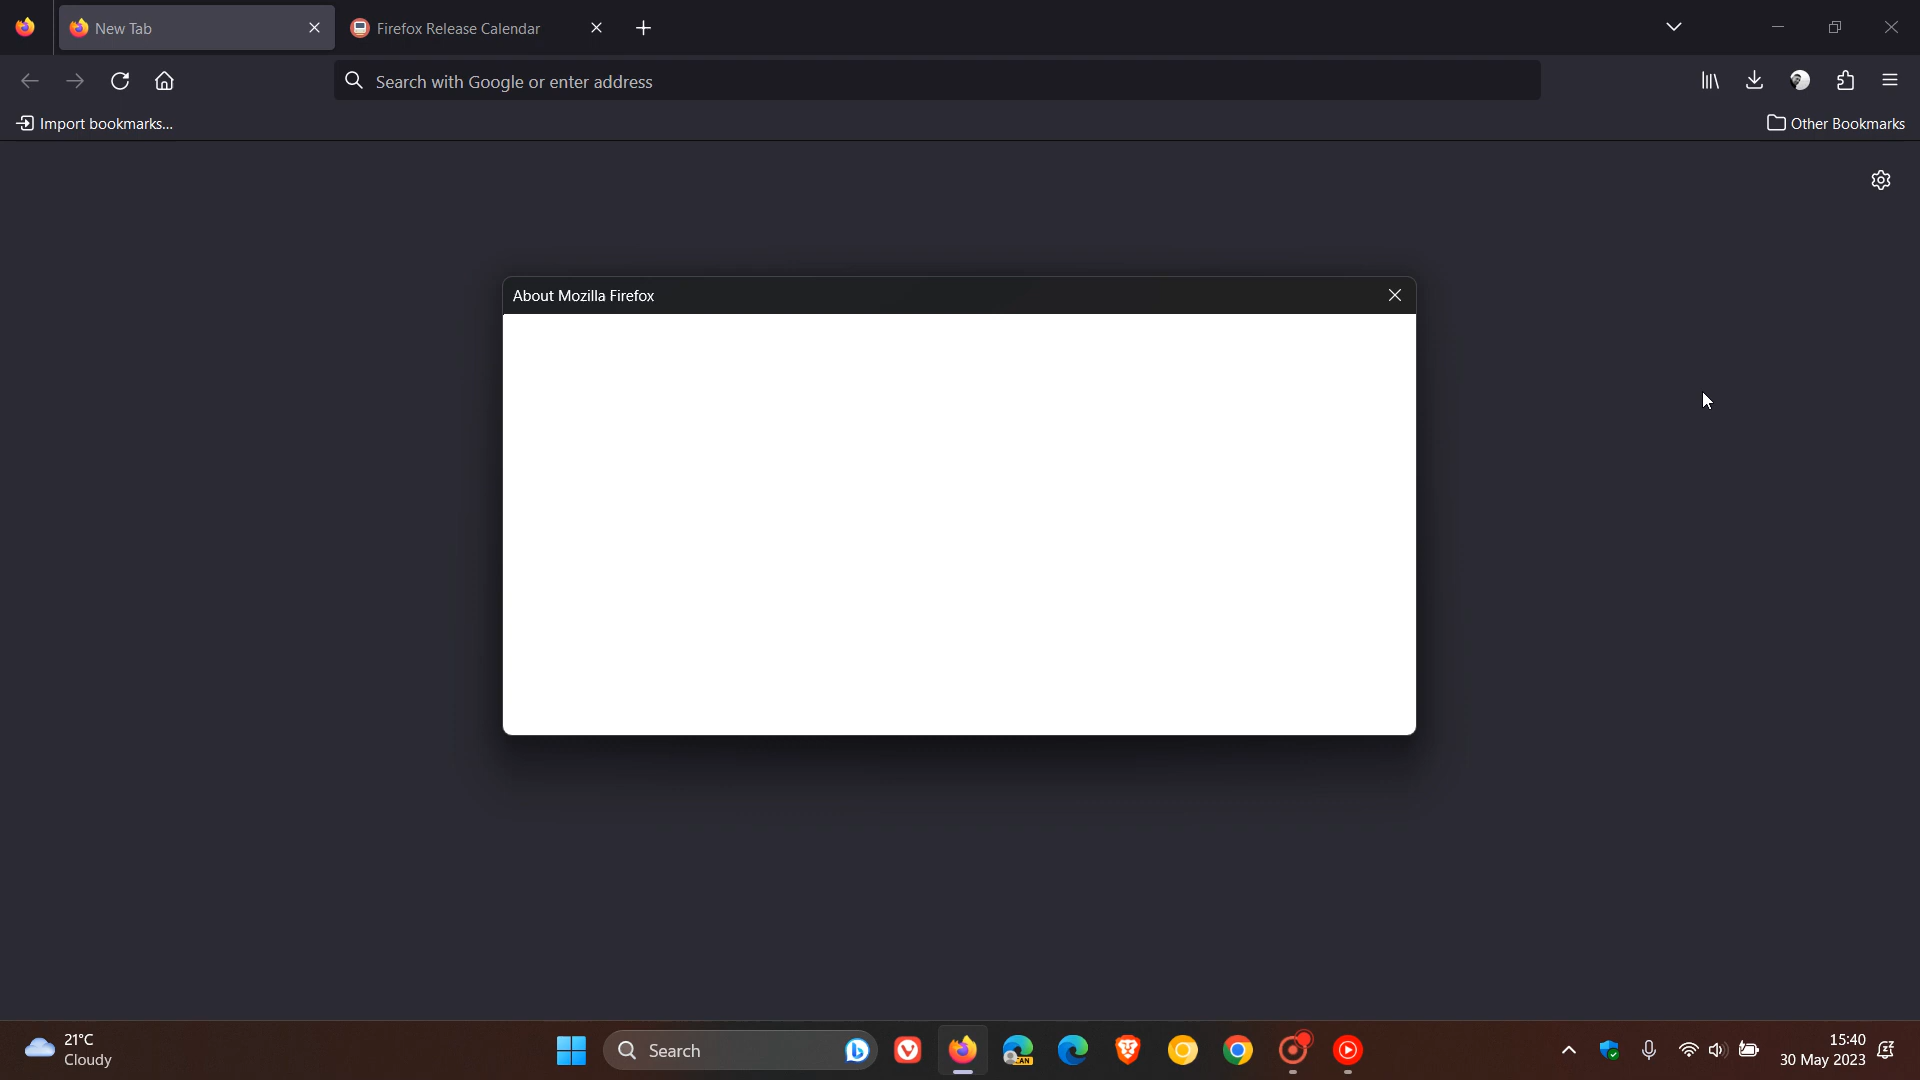 New Tab
Firefox Release Calendar
Search with Google or enter address
Import bookmarks...
Other Bookmarks
About Mozilla Firefox
21°C
Cloudy
Search
CAN
15:40
30 May 2023